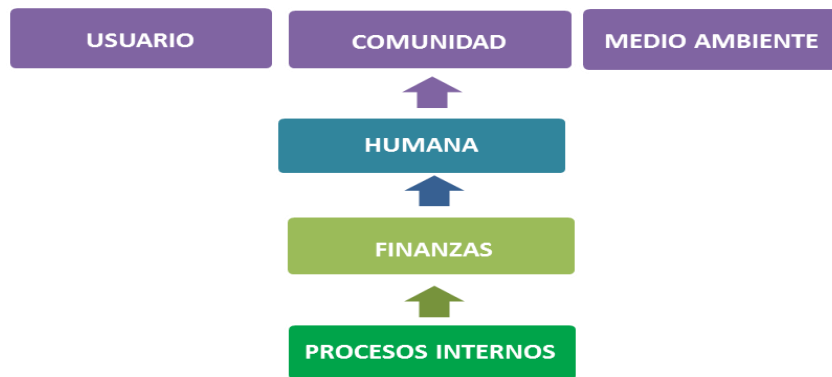 USUARIO
COMUNIDAD
MEDIO AMBIENTE
HUMANA
FINANZAS
PROCESOS INTERNOS